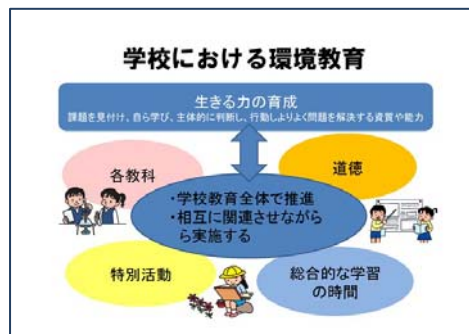 学校における環境教育
生きる力の育成
課題を見付け、自ら学び、主体的に判断し、行動しよりよく問題を解決する資質や能力
各教科
道徳
・学校教育全体で推進
・相互に関連させながら
ら実施する
特別活動
総合的な学習
の時間